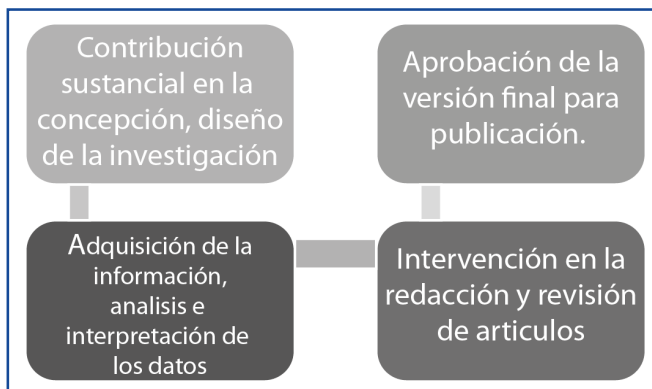 Contribución
sustancial en la
concepción, diseño
de la investigación
Adquisición de la
información,
analisis e
interpretación de
los datos
Intervención en la
redacción y revisión
de articulos
Aprobación de la
versión final para
publicación.